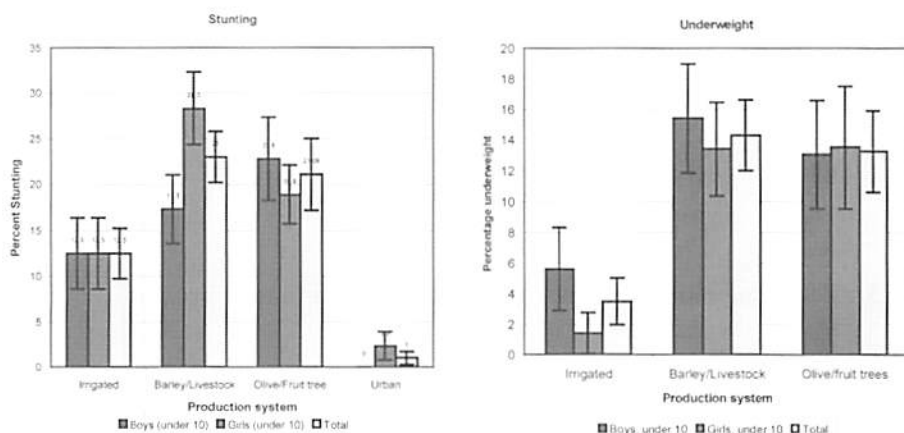 Stunting
Percent Stunting
35
30
25
20
15
10
5
0
Irrigated
Barley/Livestock
Olive/Fruit tree
Urban
Production system
Boys (under 10)
Girls (under 10)
Total
Underweight
Percentage underweight
20
18
16
14
12
10
8
6
4
2
0
Irrigated
Barley/Livestock
Olive/fruit trees
Production system
Boys, under 10
Girls, under 10
Total